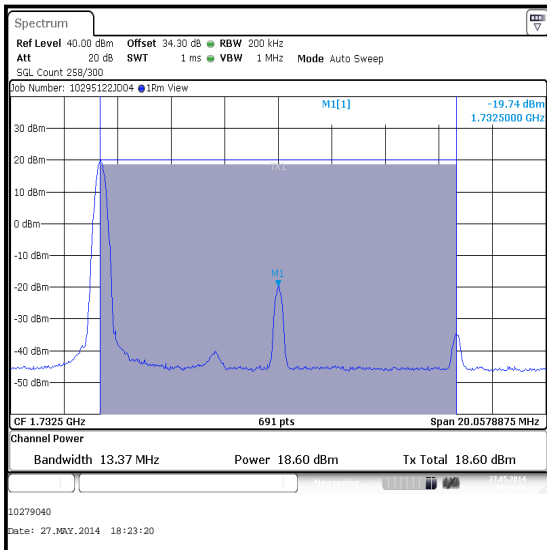 Spectrum
Ref Level 40.00 dBm Offset 34.30 dB RBW 200 kHz
Att 20 dB SWT 1 ms VBW 1 MHz Mode Auto Sweep
SGL Count 258/300
Job Number: 10295122JD04 1Rm View
M1[1] -19.74 dBm
1.7325000 GHz
30 dBm
20 dBm
TX1
10 dBm
0 dBm
-10 dBm
M1
-20 dBm
-30 dBm
-40 dBm
-50 dBm
CF 1.7325 GHz 691 pts Span 20.0578875 MHz
Channel Power
Bandwidth 13.37 MHz Power 18.60 dBm Tx Total 18.60 dBm
Measuring... 27.05.2014
10279040
Date: 27.MAY.2014 18:23:20